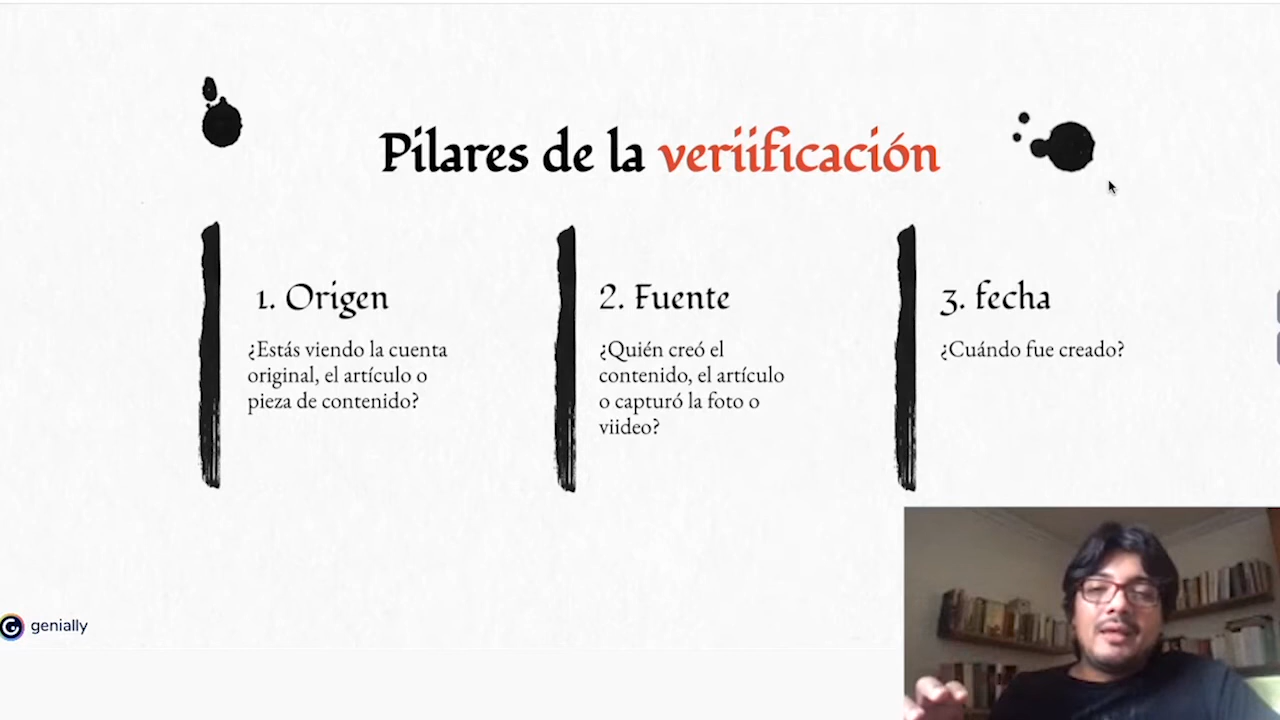 Pilares de la veriificación
1. Origen
¿Estás viendo la cuenta
original, el artículo o
pieza de contenido?
2. Fuente
¿Quién creó el
contenido, el artículo
o capturó la foto o
viideo?
3. fecha
¿Cuándo fue creado?
genially